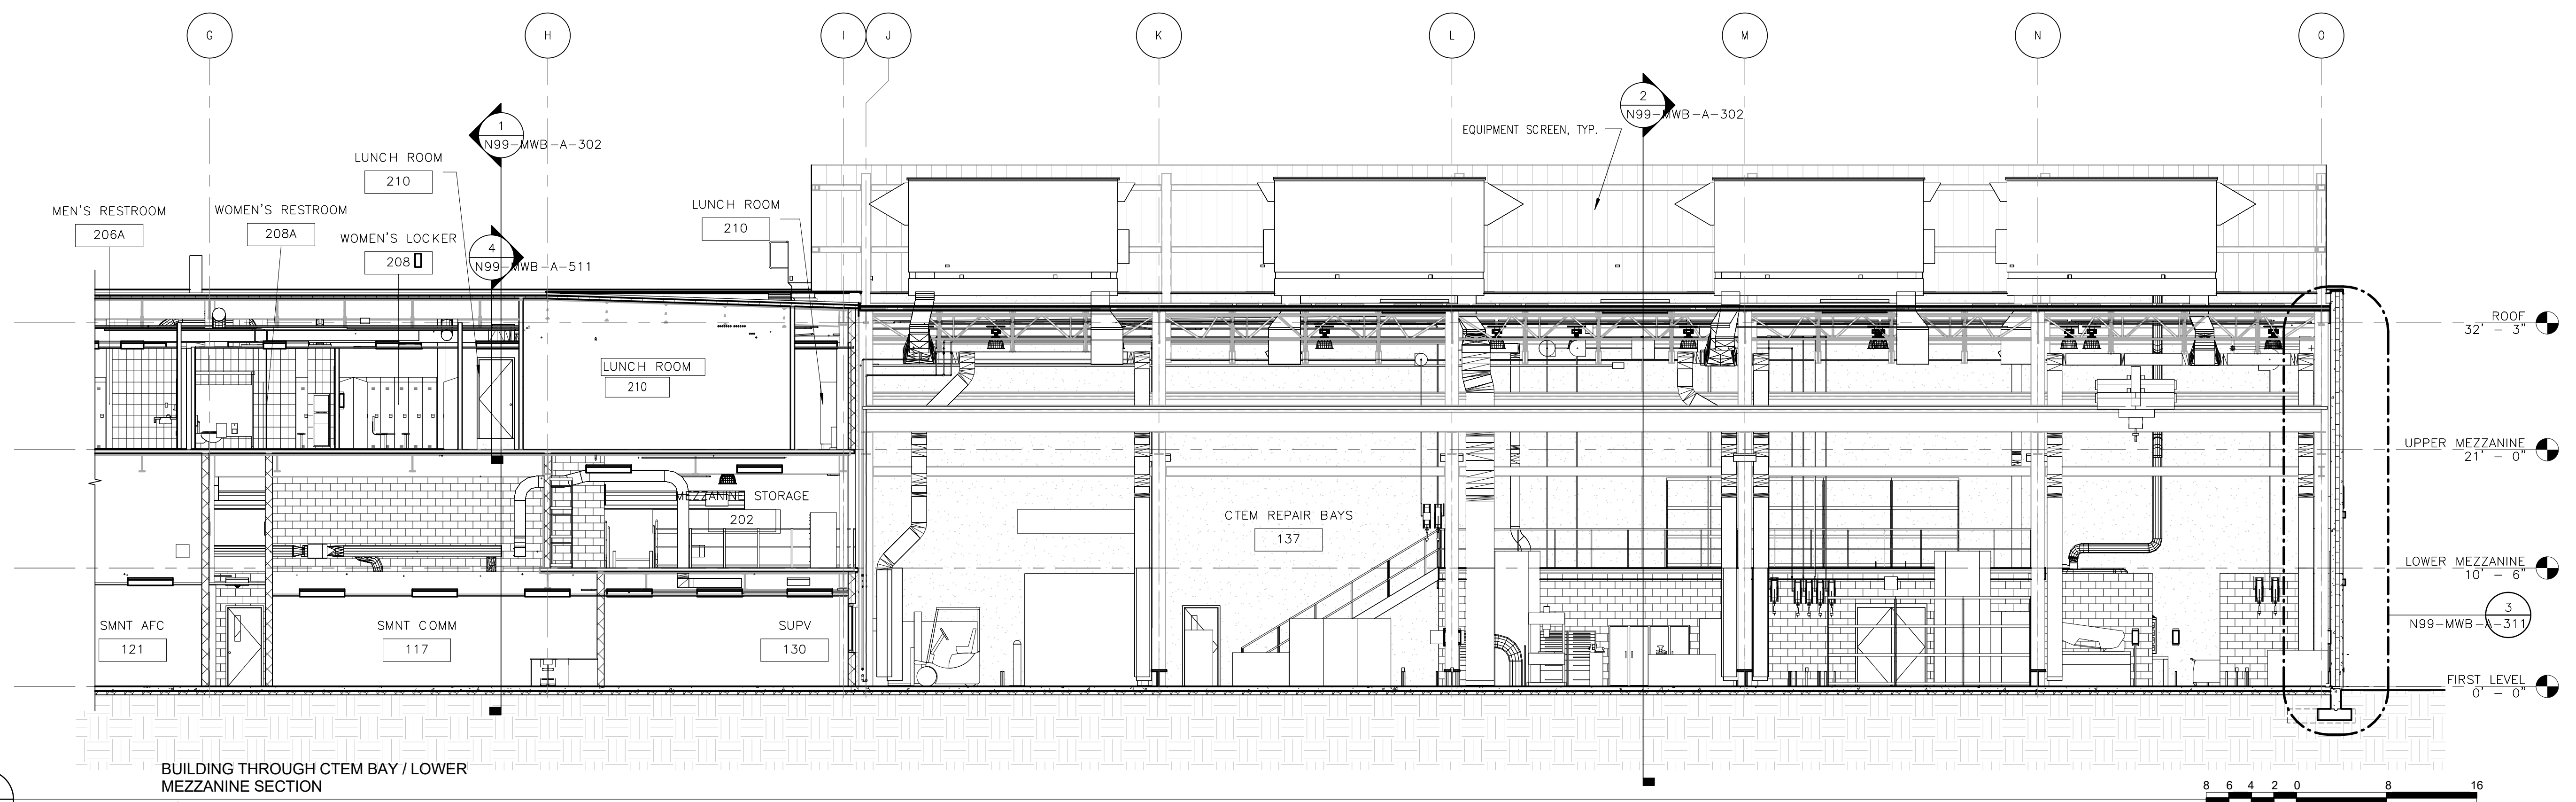 G
H
I
J
K
L
M
N
O
1
N99-MWB-A-302
2
N99-MWB-A-302
EQUIPMENT SCREEN, TYP.
LUNCH ROOM
210
MEN'S RESTROOM
206A
WOMEN'S RESTROOM
208A
WOMEN'S LOCKER
208
4
N99-MWB-A-511
LUNCH ROOM
210
ROOF
32' - 3"
LUNCH ROOM
210
UPPER MEZZANINE
21' - 0"
MEZZANINE STORAGE
202
CTEM REPAIR BAYS
137
LOWER MEZZANINE
10' - 6"
3
N99-MWB-A-311
SMNT AFC
121
SMNT COMM
117
SUPV
130
FIRST LEVEL
0' - 0"
BUILDING THROUGH CTEM BAY / LOWER
MEZZANINE SECTION
8 6 4 2 0 8 16